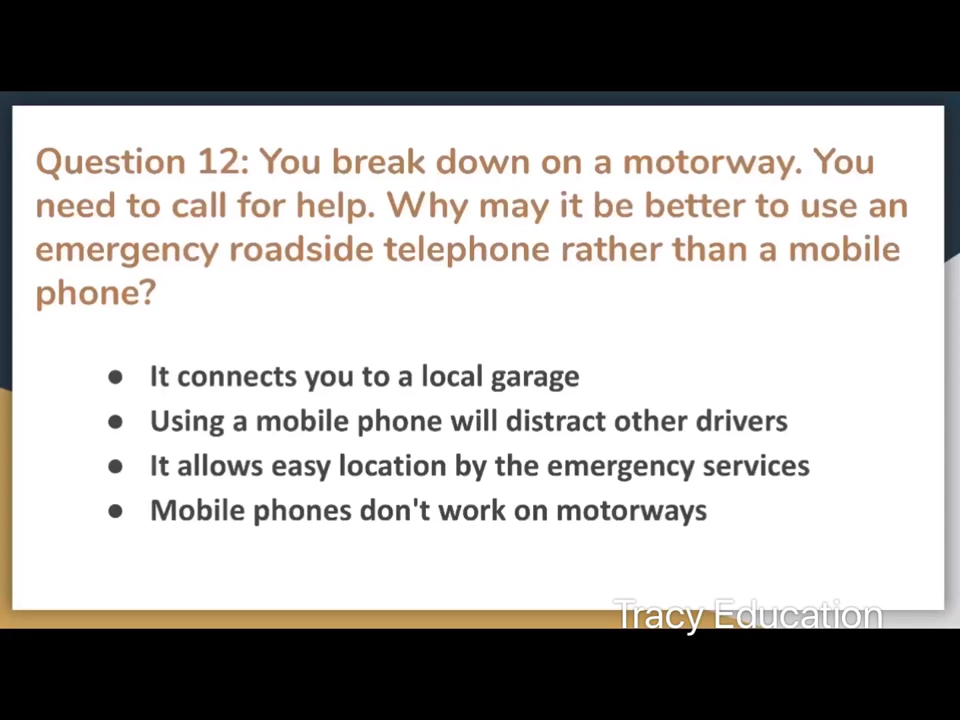 Question 12: You break down on a motorway. You
need to call for help. Why may it be better to use an
emergency roadside telephone rather than a mobile
phone?
● It connects you to a local garage
● Using a mobile phone will distract other drivers
● It allows easy location by the emergency services
● Mobile phones don't work on motorways
Tracy Education